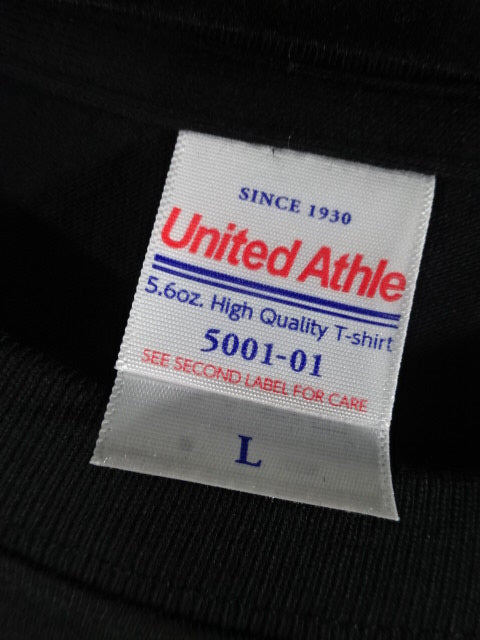 SINCE 1930
United Athle
5.6oz. High Quality T-shirt
5001-01
SEE SECOND LABEL FOR CARE
L